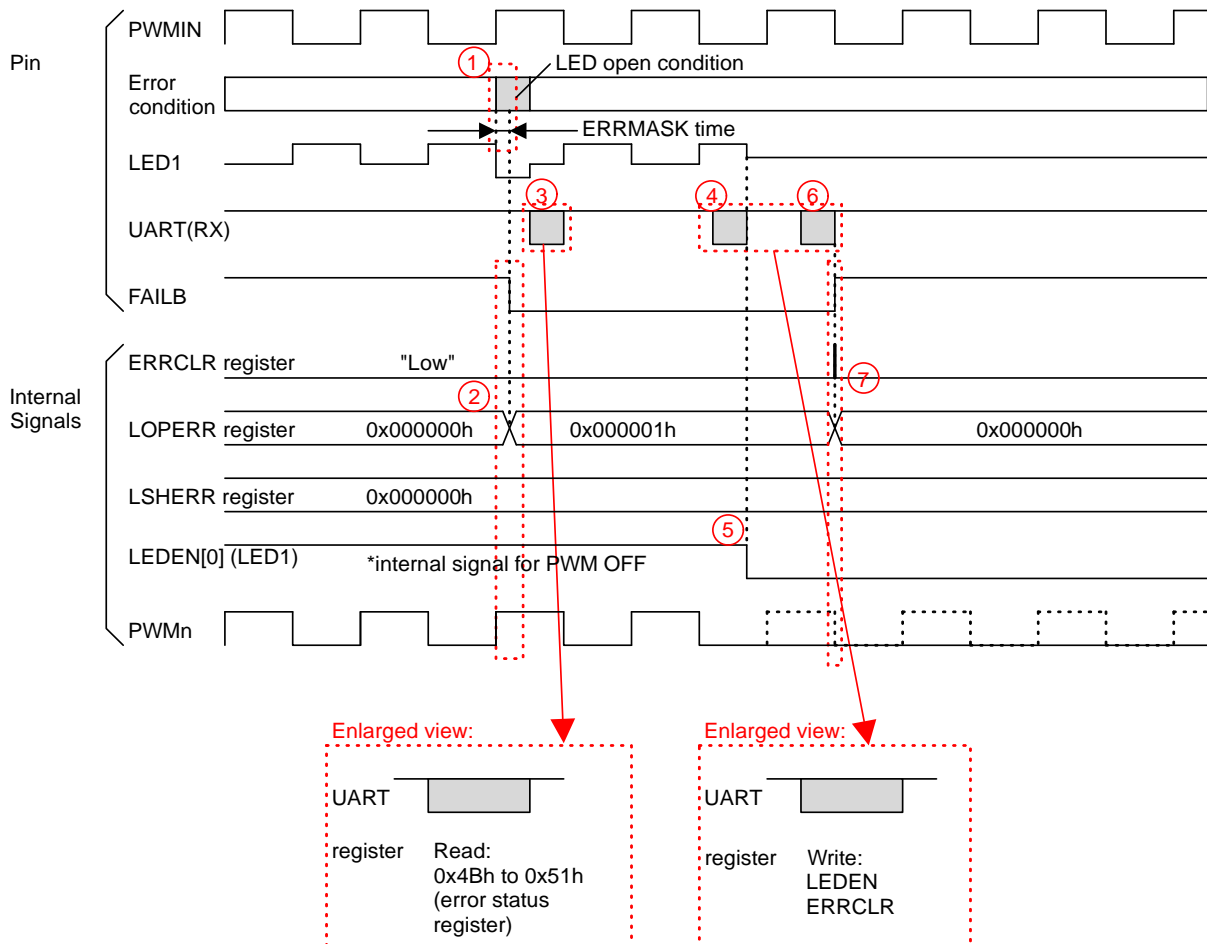 Pin
PWMIN
① LED open condition
Error
condition
ERRMASK time
LED1
③ ④ ⑥
UART(RX)
FAILB
Internal
Signals
ERRCLR register "Low" ⑦
②
LOPERR register 0x000000h 0x000001h 0x000000h
LSHERR register 0x000000h
⑤
LEDEN[0] (LED1) *internal signal for PWM OFF
PWMn
Enlarged view:
UART
register Read:
0x4Bh to 0x51h
(error status
register)
Enlarged view:
UART
register Write:
LEDEN
ERRCLR